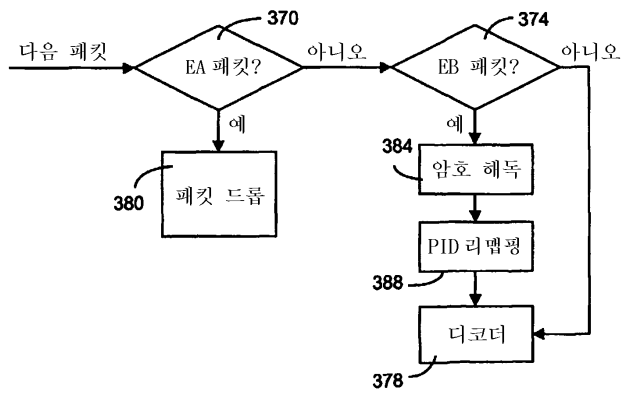 370
374
다음 패킷
EA 패킷?
아니오
EB 패킷?
아니오
예
예
384
380
패킷 드롭
암호 해독
PID 리맵핑
388
디코더
378